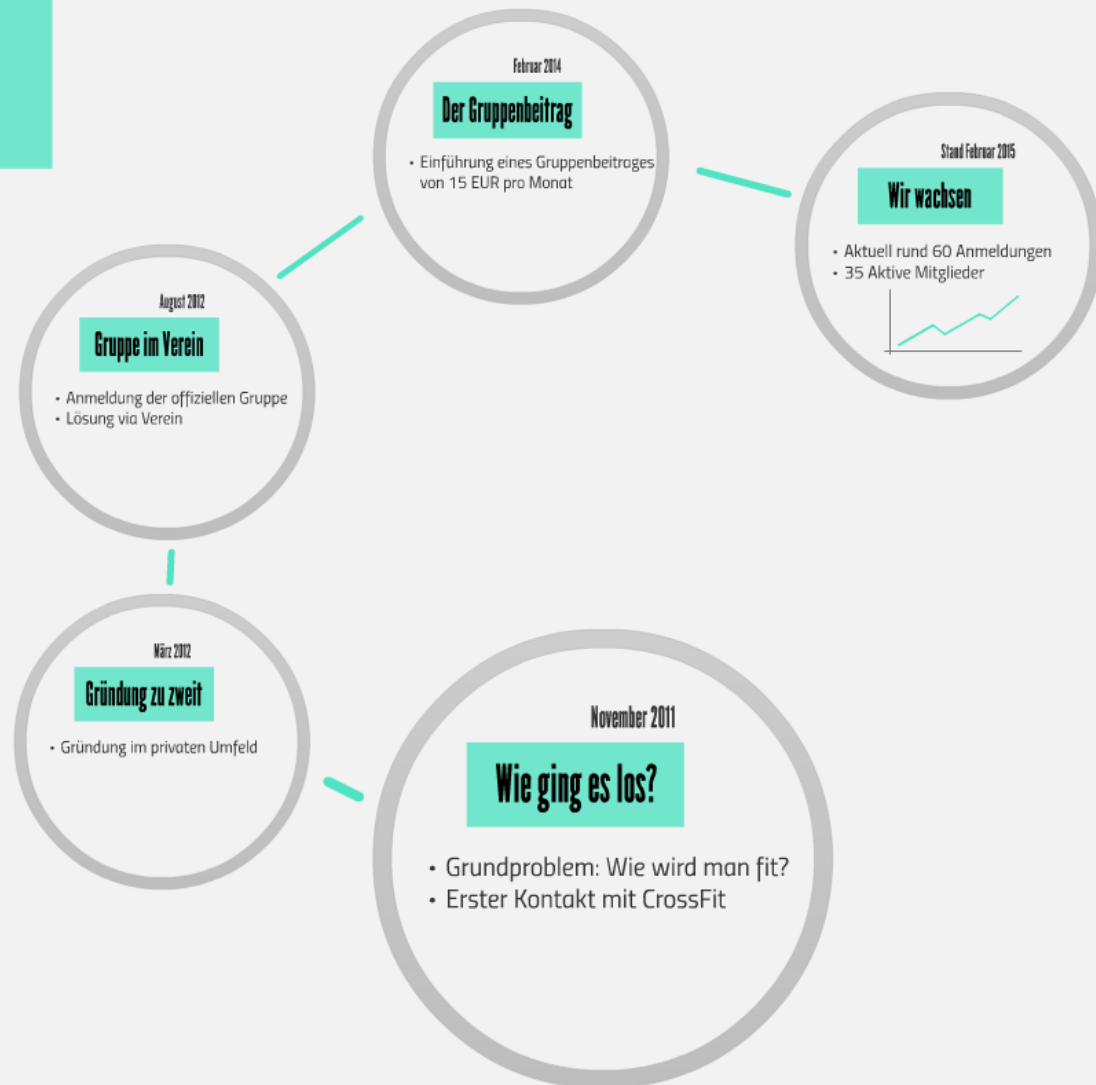 Februar 2014
Der Gruppenbeitrag
• Einführung eines Gruppenbeitrages
von 15 EUR pro Monat
Stand Februar 2015
Wir wachsen
• Aktuell rund 60 Anmeldungen
• 35 Aktive Mitglieder
August 2012
Gruppe im Verein
• Anmeldung der offiziellen Gruppe
• Lösung via Verein
März 2012
Gründung zu zweit
• Gründung im privaten Umfeld
November 2011
Wie ging es los?
• Grundproblem: Wie wird man fit?
• Erster Kontakt mit CrossFit